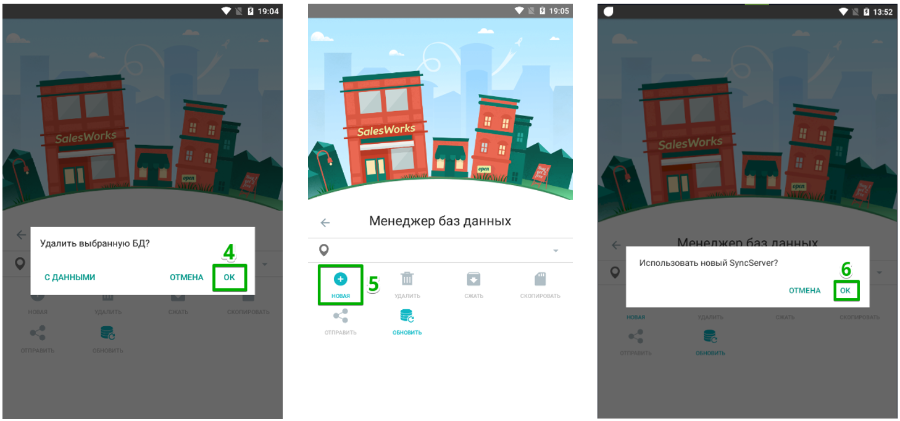 19:04
SalesWorks
Удалить выбранную БД?
4
С ДАННЫМИ
ОТМЕНА
ОК
НОВАЯ
УДАЛИТЬ
СЖАТЬ
СКОПИРОВАТЬ
ОТПРАВИТЬ
ОБНОВИТЬ
19:05
SalesWorks
open
Менеджер баз данных
5
НОВАЯ
УДАЛИТЬ
СЖАТЬ
СКОПИРОВАТЬ
ОТПРАВИТЬ
ОБНОВИТЬ
13:52
SalesWorks
open
Менеджер баз данных
Использовать новый SyncServer?
6
ОТМЕНА
ОК
НОВАЯ
УДАЛИТЬ
СЖАТЬ
СКОПИРОВАТЬ
ОТПРАВИТЬ
ОБНОВИТЬ